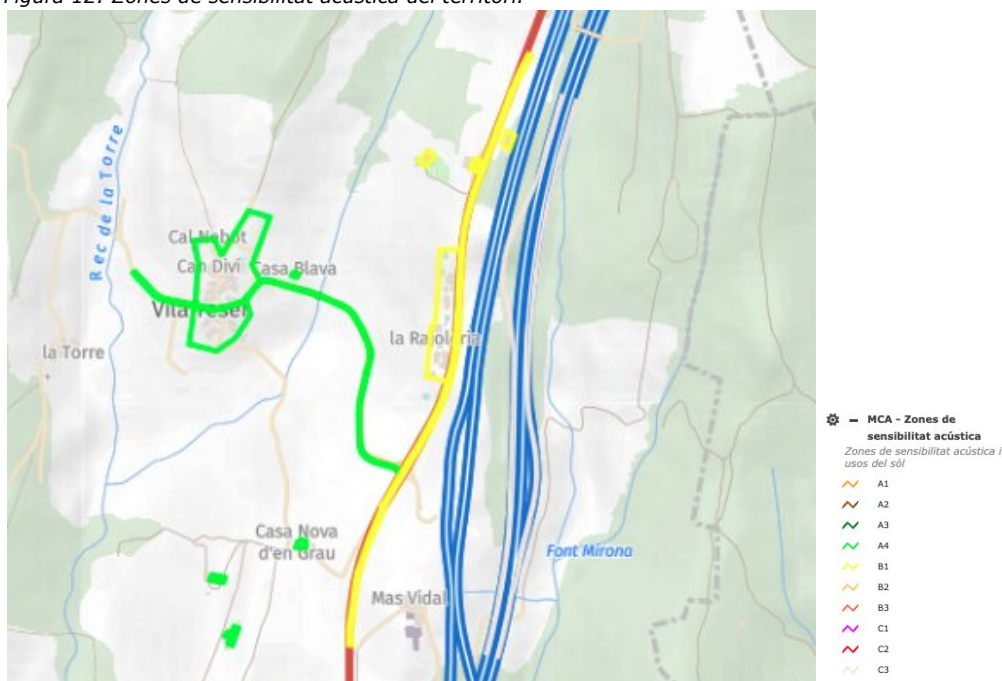 Figura 12: Zones de sensibilitat acústica del territori.
Rec de la Torre
Cal Nebot
Can Diví
Casa Blava
la Torre
la Rajoleria
Casa Nova
d'en Grau
Mas Vidal
Font Mirona
MCA - Zones de
sensibilitat acústica
Zones de sensibilitat acústica i
usos del sòl
A1
A2
A3
A4
B1
B2
B3
C1
C2
C3